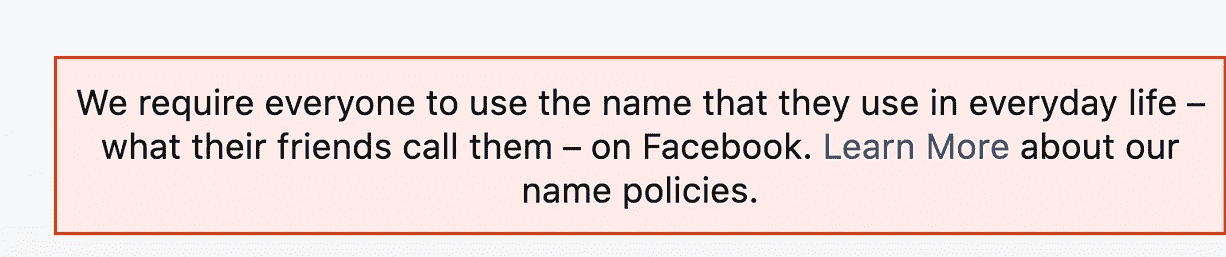 We require everyone to use the name that they use in everyday life –
what their friends call them – on Facebook. Learn More about our
name policies.